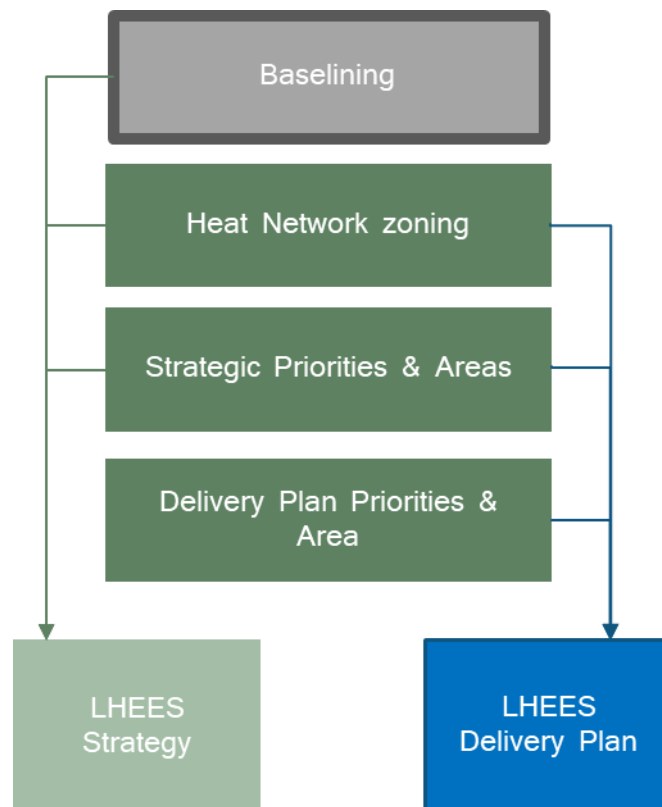 Baselining
Heat Network zoning
Strategic Priorities & Areas
Delivery Plan Priorities &
Area
LHEES
Strategy
LHEES
Delivery Plan